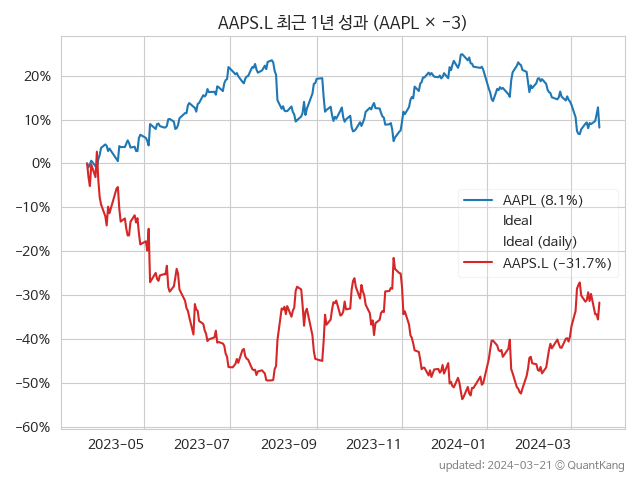 AAPS.L 최근 1년 성과 (AAPL × −3)
20%
10%
0%
−10%
−20%
−30%
−40%
−50%
−60%
AAPL (8.1%)
Ideal
Ideal (daily)
AAPS.L (−31.7%)
2023−05 2023−07 2023−09 2023−11 2024−01 2024−03
updated: 2024−03−21 © QuantKang